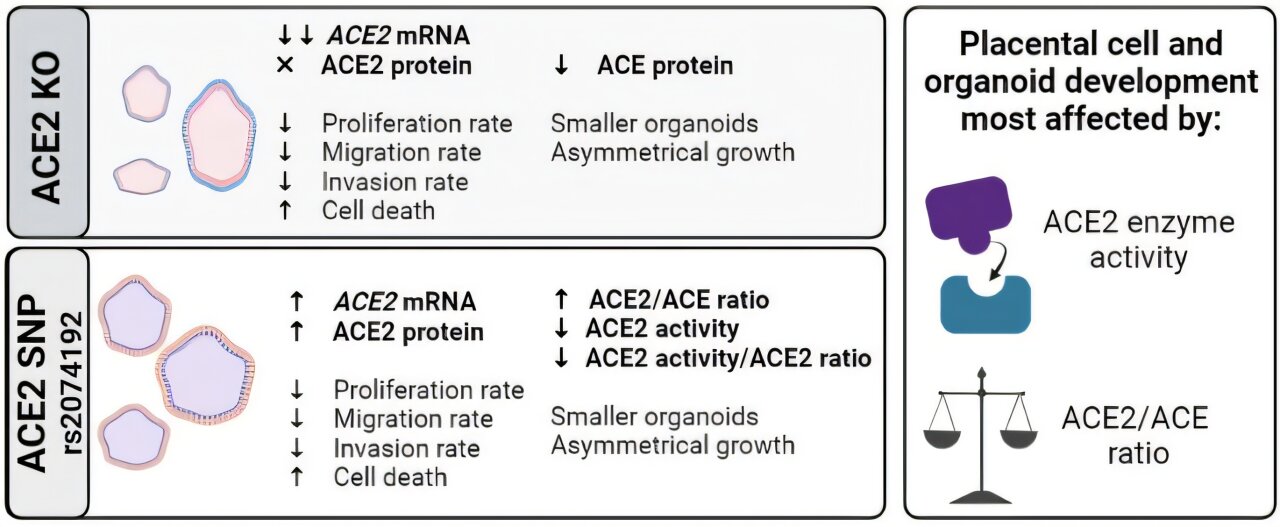 ACE2 KO
↓↓ ACE2 mRNA
× ACE2 protein
↓ ACE protein
↓ Proliferation rate
↓ Migration rate
↓ Invasion rate
↑ Cell death
Smaller organoids
Asymmetrical growth
ACE2 SNP
rs2074192
↑ ACE2 mRNA
↑ ACE2 protein
↑ ACE2/ACE ratio
↓ ACE2 activity
↓ ACE2 activity/ACE2 ratio
↓ Proliferation rate
↓ Migration rate
↓ Invasion rate
↑ Cell death
Smaller organoids
Asymmetrical growth
Placental cell and
organoid development
most affected by:
ACE2 enzyme
activity
ACE2/ACE
ratio